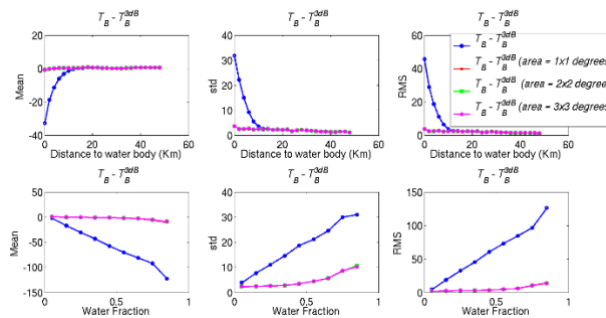 T_B - T_B^3dB
T_B - T_B^3dB
T_B - T_B^3dB
40
20
0
-20
-40
Mean
0
20
40
60
Distance to water body (Km)
40
30
20
10
0
std
0
20
40
60
Distance to water body (Km)
60
40
20
0
RMS
0
20
40
60
Distance to water body (Km)
T_B - T_B^3dB
T_B - T_B^3dB (area = 1x1 degrees
T_B - T_B^3dB (area = 2x2 degree
T_B - T_B^3dB (area = 3x3 degrees
T_B - T_B^3dB
T_B - T_B^3dB
T_B - T_B^3dB
50
0
-50
-100
-150
Mean
0
0.5
1
Water Fraction
40
30
20
10
0
std
0
0.5
1
Water Fraction
150
100
50
0
RMS
0
0.5
1
Water Fraction